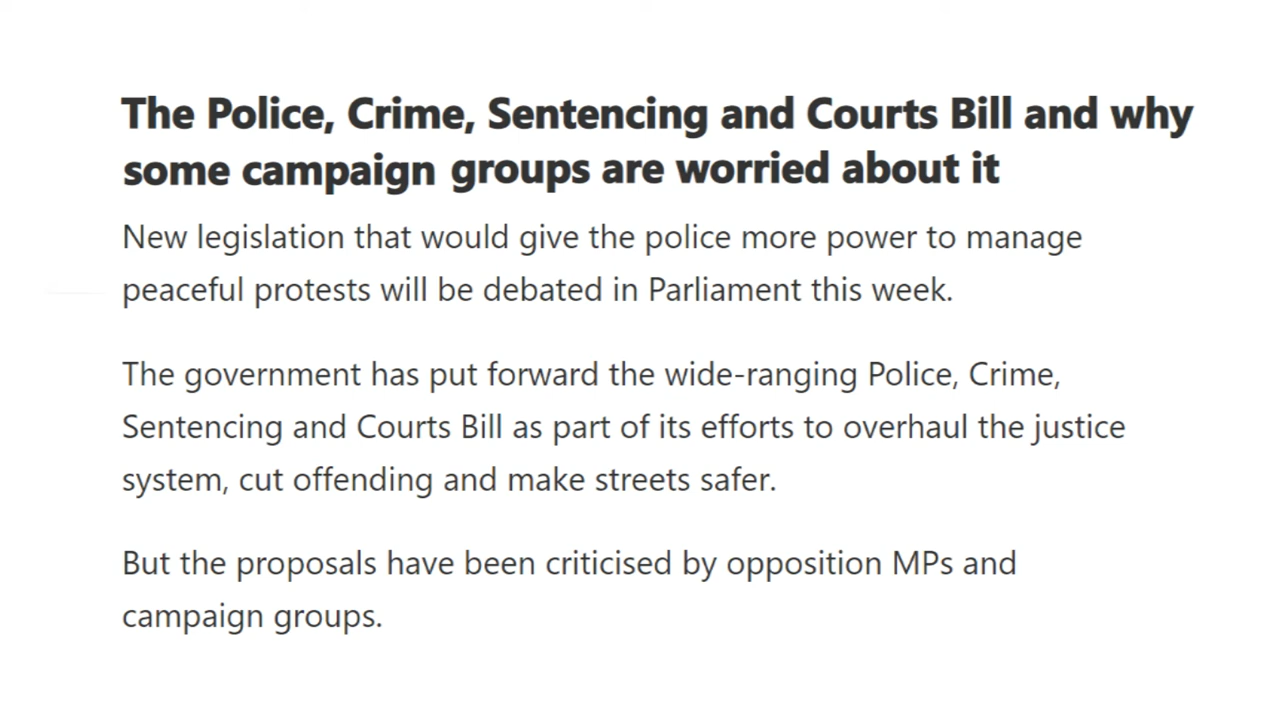 The Police, Crime, Sentencing and Courts Bill and why
some campaign groups are worried about it
New legislation that would give the police more power to manage
peaceful protests will be debated in Parliament this week.
The government has put forward the wide-ranging Police, Crime,
Sentencing and Courts Bill as part of its efforts to overhaul the justice
system, cut offending and make streets safer.
But the proposals have been criticised by opposition MPs and
campaign groups.